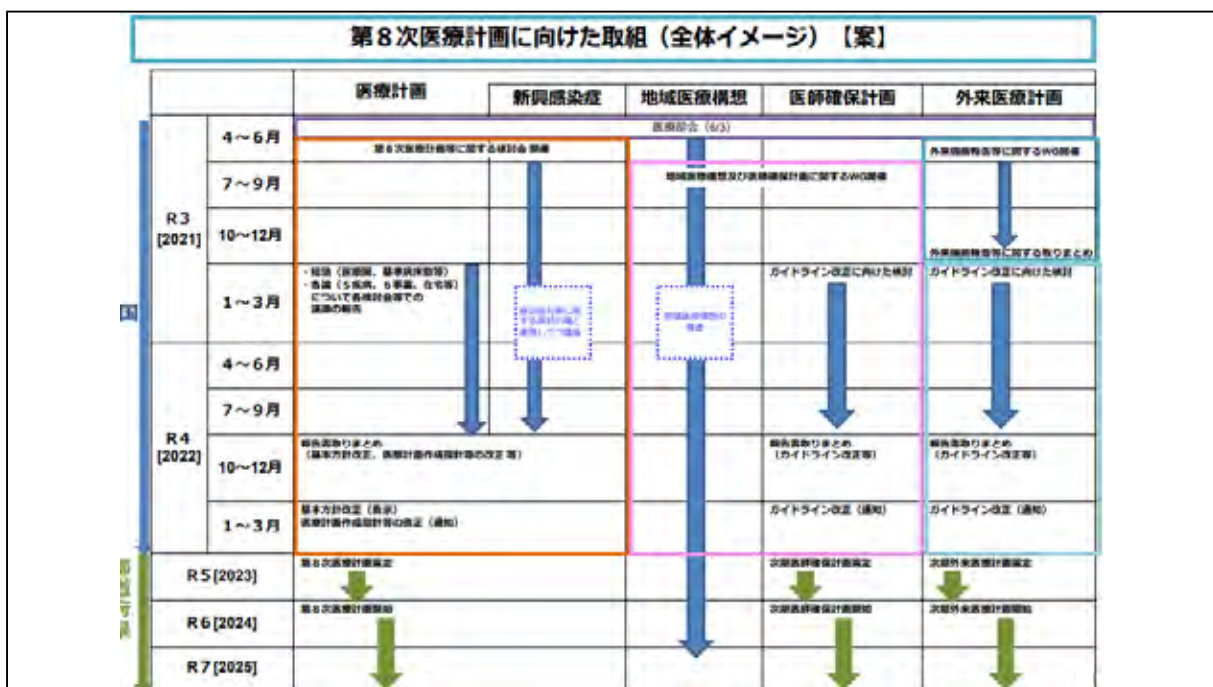 第８次医療計画に向けた取組（全体イメージ）【案】
医療計画
新興感染症
地域医療構想
医師確保計画
外来医療計画
国
R３
[2021]
４～６月
医療部会（6/3）
第８次医療計画等に関する検討会 開催
外来機能報告等に関するWG開催
７～９月
地域医療構想及び医師確保計画に関するWG開催
10～12月
外来機能報告等に関する取りまとめ
１～３月
・総論（医療圏、基準病床数等）
・各論（５疾病、６事業、在宅等）
について各検討会等での
議論の報告
地域医療構想の
推進
ガイドライン改正に向けた検討
ガイドライン改正に向けた検討
R４
[2022]
４～６月
７～９月
10～12月
報告書取りまとめ
（基本方針改正、医療計画作成指針等の改正 等）
報告書取りまとめ
（ガイドライン改正等）
報告書取りまとめ
（ガイドライン改正等）
１～３月
基本方針改正（告示）
医療計画作成指針等の改正（通知）
ガイドライン改正（通知）
ガイドライン改正（通知）
R５[2023]
第８次医療計画策定
次期医師確保計画策定
次期外来医療計画策定
R６[2024]
第８次医療計画開始
次期医師確保計画開始
次期外来医療計画開始
R７[2025]